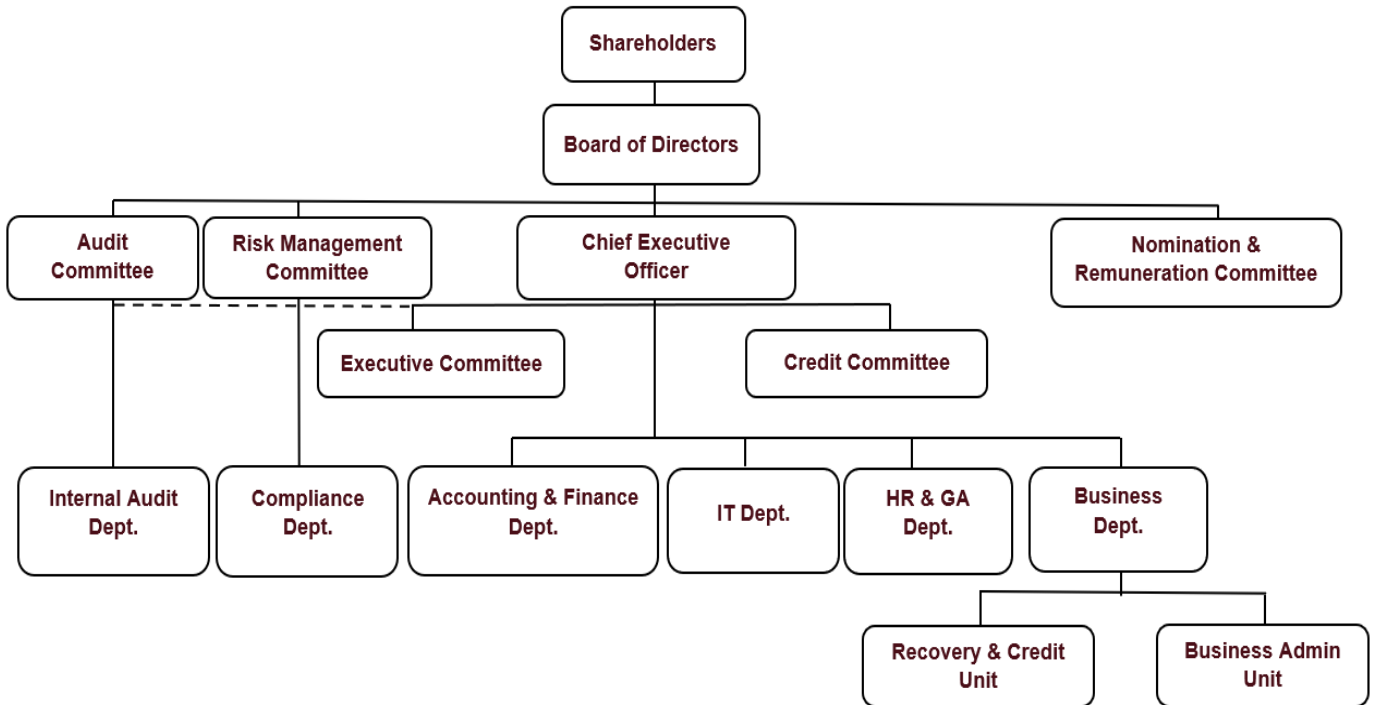 Shareholders
Board of Directors
Audit
Committee
Risk Management
Committee
Chief Executive
Officer
Nomination &
Remuneration Committee
Executive Committee
Credit Committee
Internal Audit
Dept.
Compliance
Dept.
Accounting & Finance
Dept.
IT Dept.
HR & GA
Dept.
Business
Dept.
Recovery & Credit
Unit
Business Admin
Unit